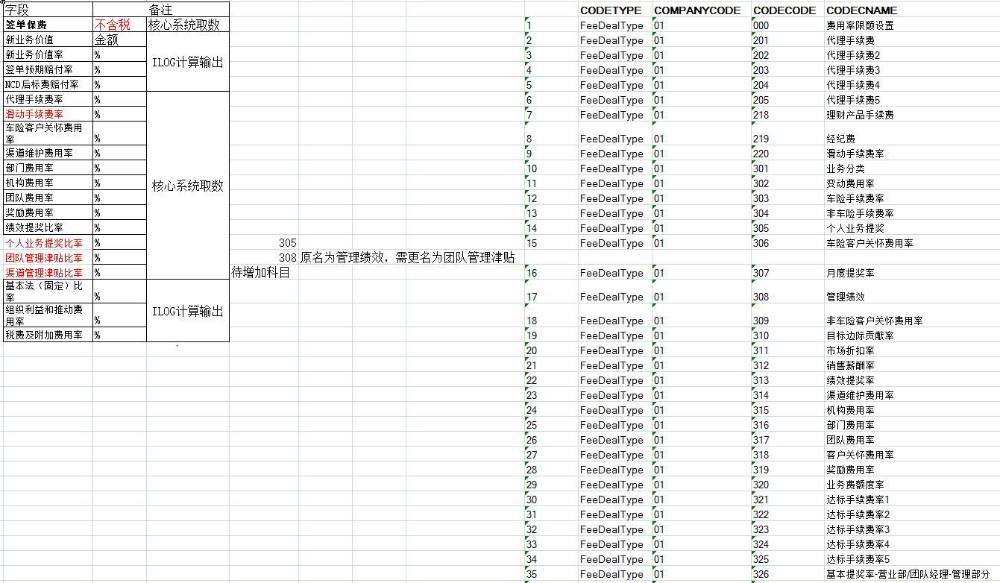 字段 备注
签单保费 不含税 核心系统取数
新业务价值 金额
新业务价值率 %
签单预期赔付率 %
NCD后标费赔付率 %
ILOG计算输出
代理手续费率 %
滑动手续费率 %
车险客户关怀费用
率 %
渠道维护费用率 %
部门费用率 %
机构费用率 %
团队费用率 %
奖励费用率 %
绩效提奖比率 %
个人业务提奖比率 % 305
团队管理津贴比率 % 308 原名为管理绩效，需更名为团队管理津贴
渠道管理津贴比率 % 待增加科目
核心系统取数
基本法（固定）比
率 %
组织利益和推动费
用率 %
税费及附加费用率 %
ILOG计算输出
CODETYPE COMPANYCODE CODECODE CODECNAME
1 FeeDealType 01 000 费用率限额设置
2 FeeDealType 01 201 代理手续费
3 FeeDealType 01 202 代理手续费2
4 FeeDealType 01 203 代理手续费3
5 FeeDealType 01 204 代理手续费4
6 FeeDealType 01 205 代理手续费5
7 FeeDealType 01 218 理财产品手续费
8 FeeDealType 01 219 经纪费
9 FeeDealType 01 220 滑动手续费率
10 FeeDealType 01 301 业务分类
11 FeeDealType 01 302 变动费用率
12 FeeDealType 01 303 车险手续费率
13 FeeDealType 01 304 非车险手续费率
14 FeeDealType 01 305 个人业务提奖
15 FeeDealType 01 306 车险客户关怀费用率
16 FeeDealType 01 307 月度提奖率
17 FeeDealType 01 308 管理绩效
18 FeeDealType 01 309 非车险客户关怀费用率
19 FeeDealType 01 310 目标边际贡献率
20 FeeDealType 01 311 市场折扣率
21 FeeDealType 01 312 销售薪酬率
22 FeeDealType 01 313 绩效提奖率
23 FeeDealType 01 314 渠道维护费用率
24 FeeDealType 01 315 机构费用率
25 FeeDealType 01 316 部门费用率
26 FeeDealType 01 317 团队费用率
27 FeeDealType 01 318 客户关怀费用率
28 FeeDealType 01 319 奖励费用率
29 FeeDealType 01 320 业务费额度率
30 FeeDealType 01 321 达标手续费率1
31 FeeDealType 01 322 达标手续费率2
32 FeeDealType 01 323 达标手续费率3
33 FeeDealType 01 324 达标手续费率4
34 FeeDealType 01 325 达标手续费率5
35 FeeDealType 01 326 基本提奖率-营业部/团队经理-管理部分